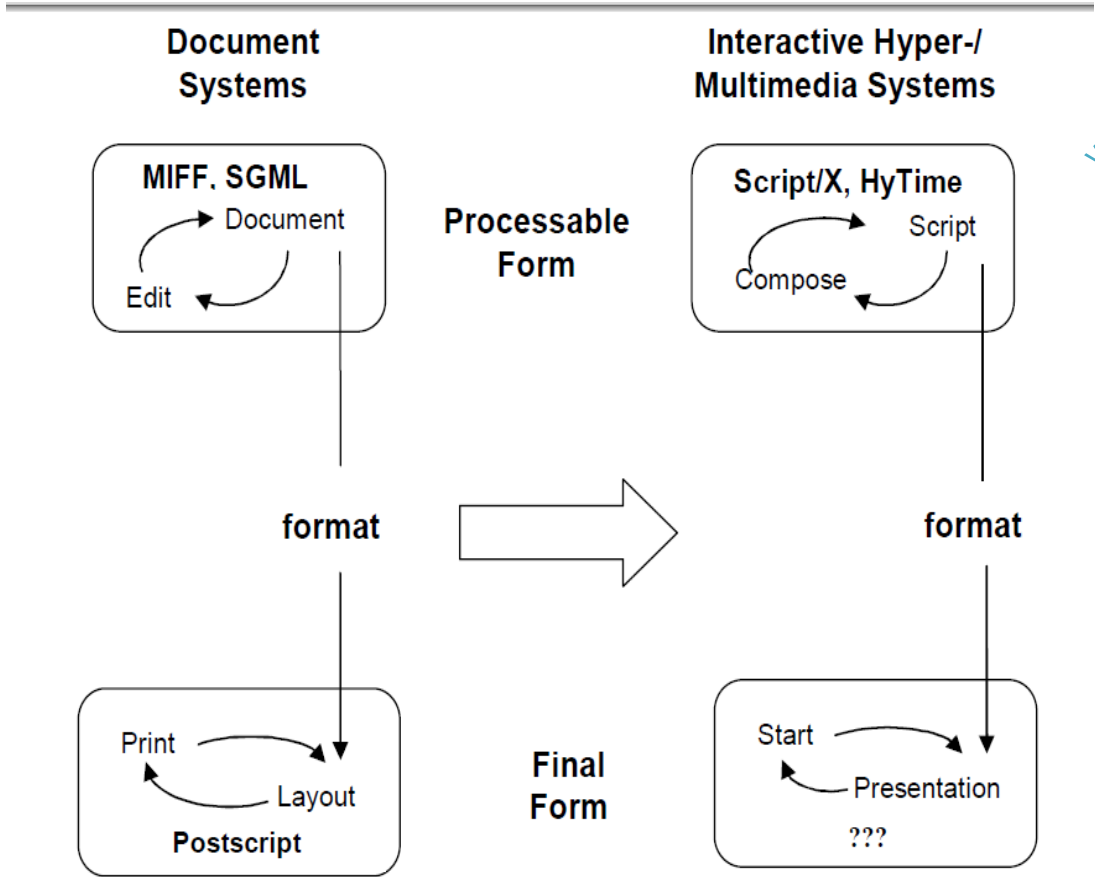 Document
Systems
Interactive Hyper-/
Multimedia Systems
MIFF, SGML
Document
Edit
Processable
Form
Script/X, HyTime
Script
Compose
format
format
Print
Layout
Postscript
Final
Form
Start
Presentation
???